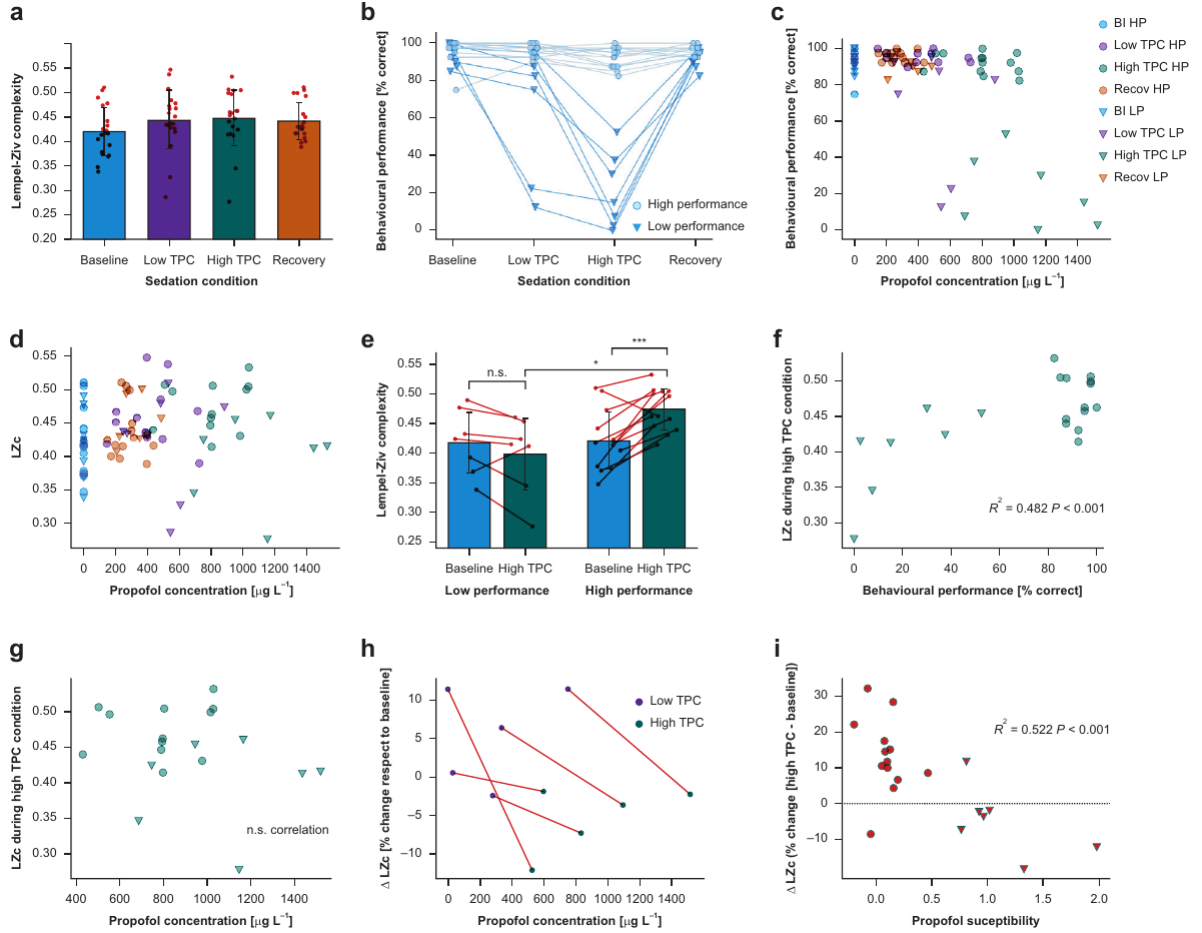 a
Lempel-Ziv complexity
0.55
0.50
0.45
0.40
0.35
0.30
0.25
0.20
Baseline Low TPC High TPC Recovery
Sedation condition
b
Behavioural performance [% correct]
100
80
60
40
20
0
High performance
Low performance
Baseline Low TPC High TPC Recovery
Sedation condition
c
Behavioural performance [% correct]
100
80
60
40
20
0
0 200 400 600 800 1000 1200 1400
Propofol concentration [μg L⁻¹]
BI HP
Low TPC HP
High TPC HP
Recov HP
BI LP
Low TPC LP
High TPC LP
Recov LP
d
LZc
0.55
0.50
0.45
0.40
0.35
0.30
0 200 400 600 800 1000 1200 1400
Propofol concentration [μg L⁻¹]
e
Lempel-Ziv complexity
0.55
0.50
0.45
0.40
0.35
0.30
0.25
n.s.
*
***
Baseline High TPC Baseline High TPC
Low performance High performance
f
LZc during high TPC condition
0.50
0.45
0.40
0.35
0.30
R² = 0.482 P < 0.001
0 20 40 60 80 100
Behavioural performance [% correct]
g
LZc during high TPC condition
0.50
0.45
0.40
0.35
0.30
n.s. correlation
400 600 800 1000 1200 1400
Propofol concentration [μg L⁻¹]
h
Δ LZc [% change respect to baseline]
10
5
0
−5
−10
Low TPC
High TPC
0 200 400 600 800 1000 1200 1400
Propofol concentration [μg L⁻¹]
i
Δ LZc (% change [high TPC - baseline])
30
20
10
0
−10
R² = 0.522 P < 0.001
0.0 0.5 1.0 1.5 2.0
Propofol suceptibility